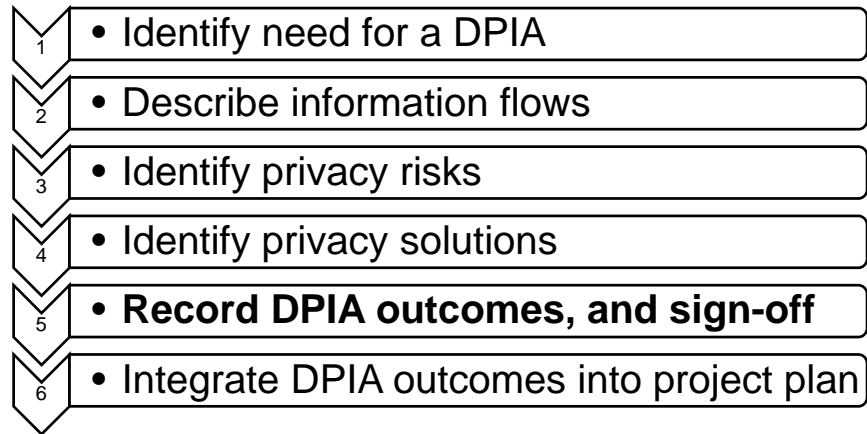 1 • Identify need for a DPIA
2 • Describe information flows
3 • Identify privacy risks
4 • Identify privacy solutions
5 • Record DPIA outcomes, and sign-off
6 • Integrate DPIA outcomes into project plan